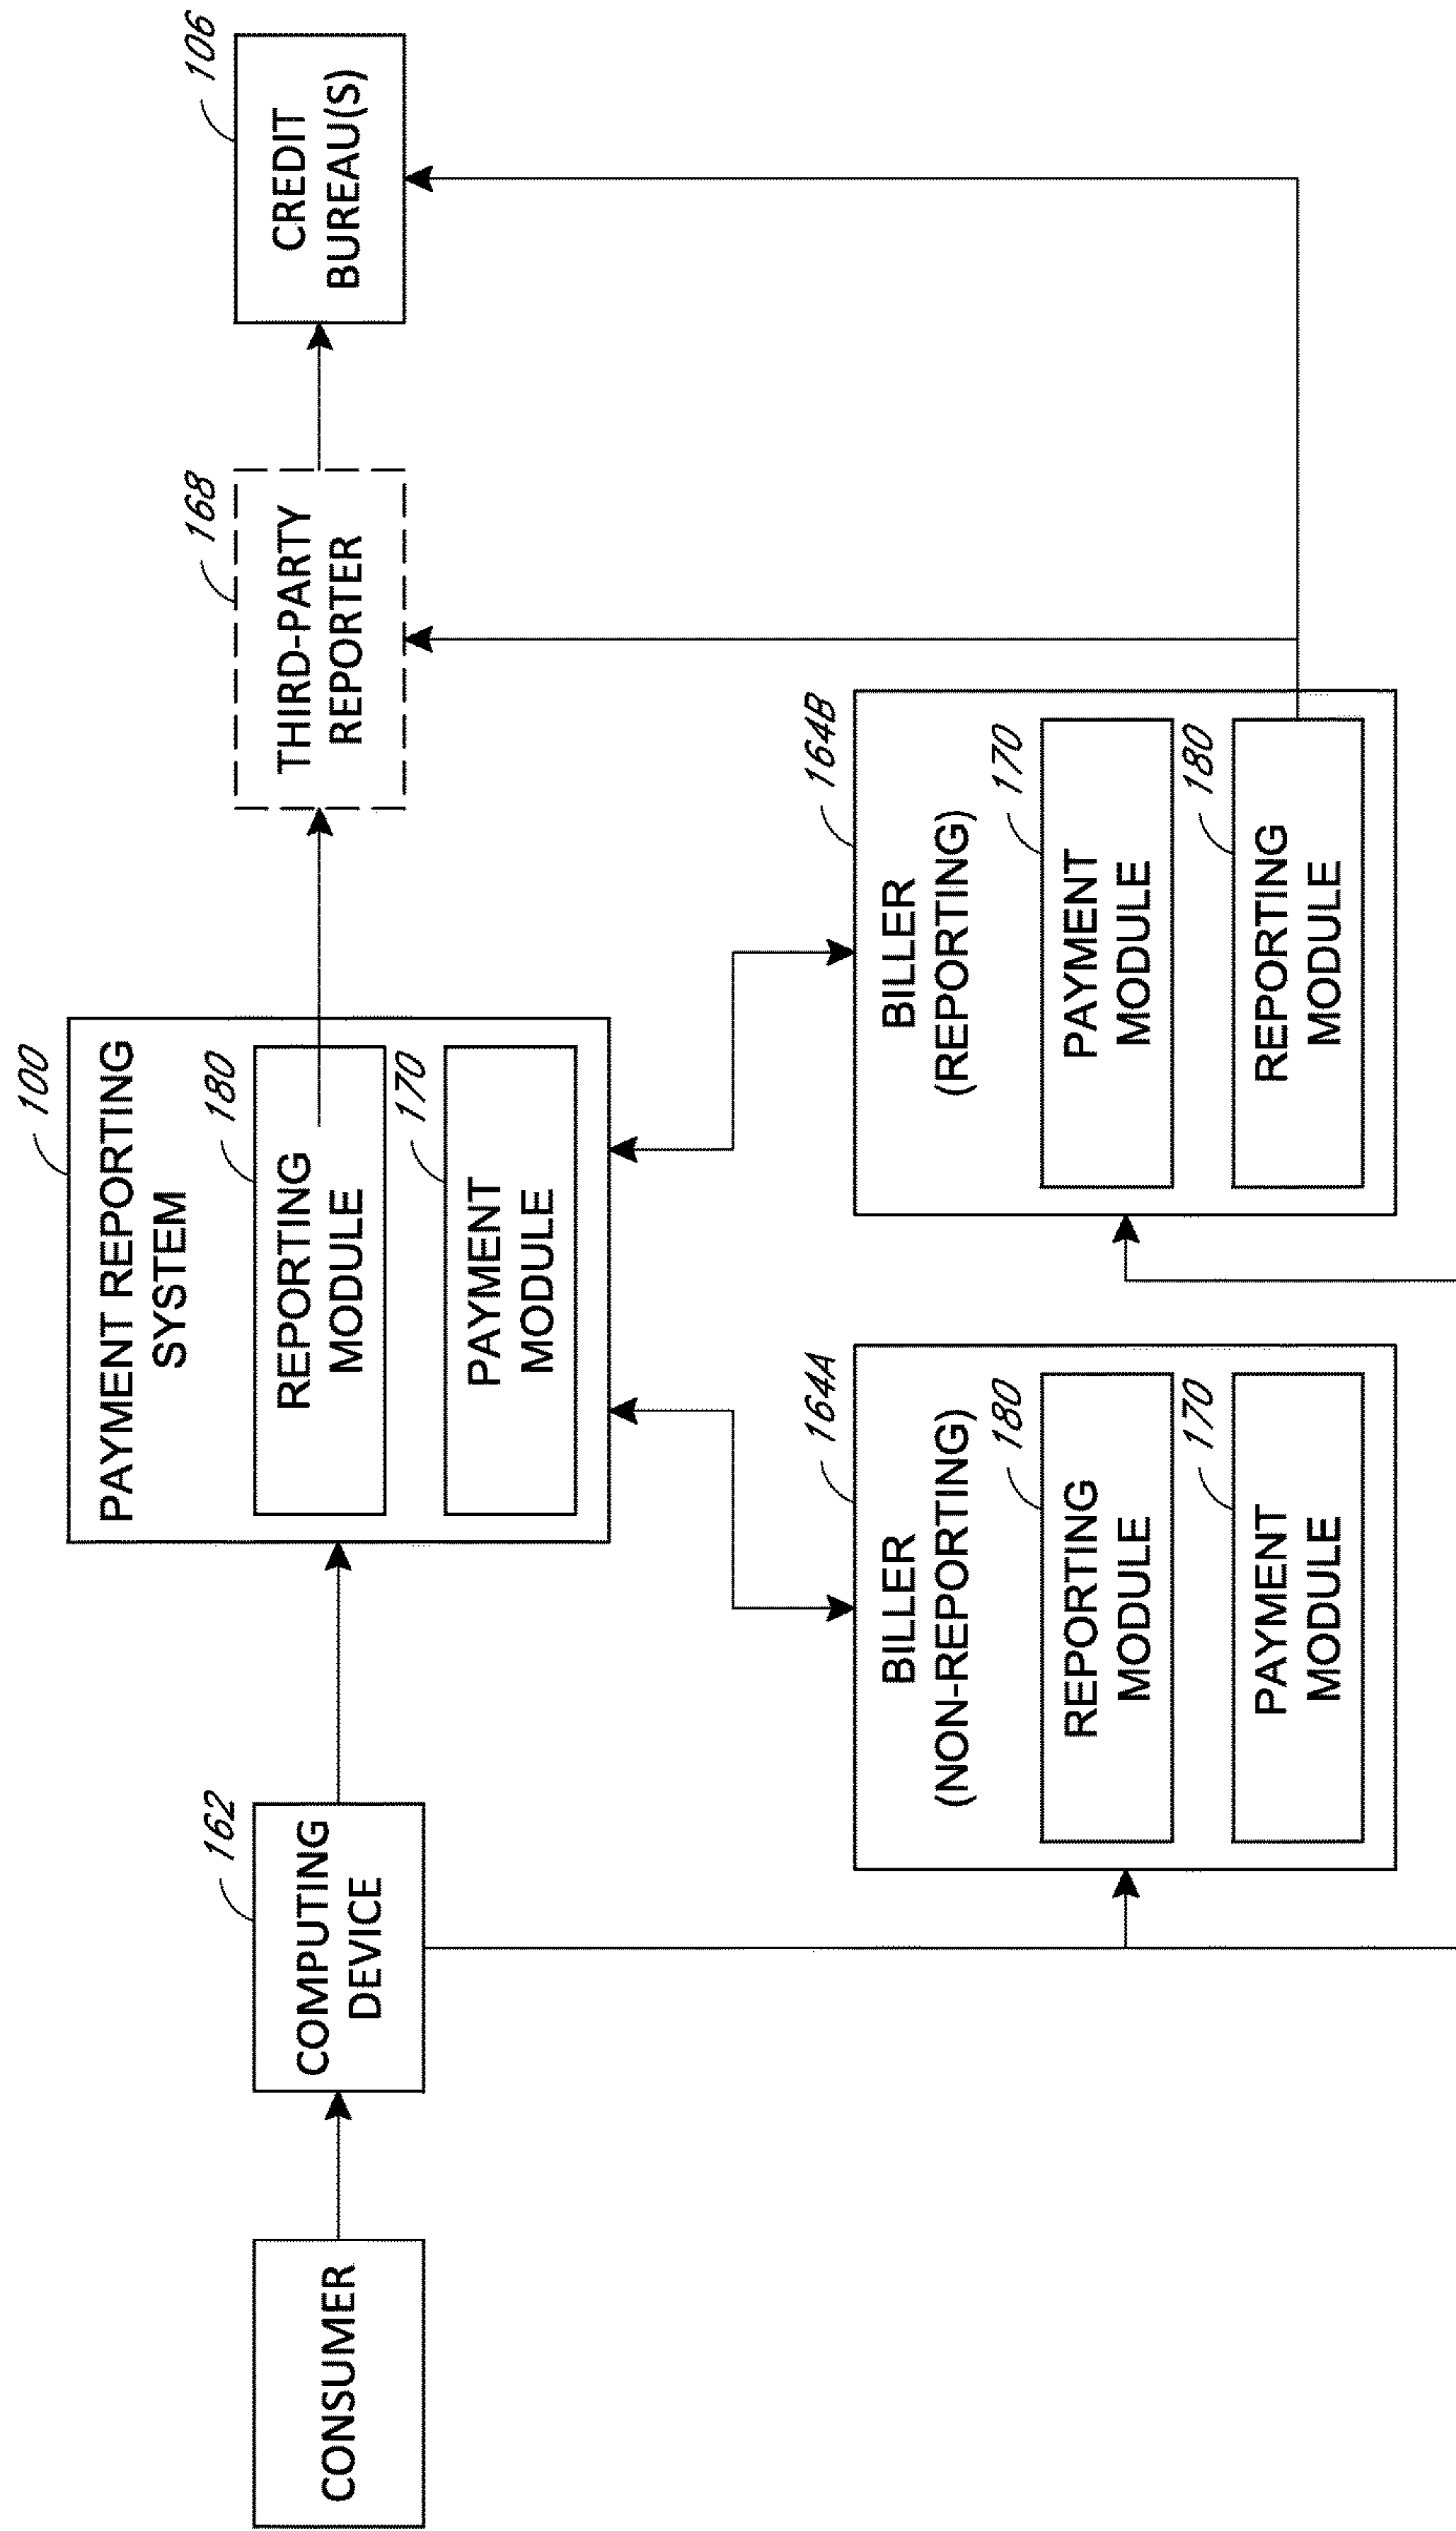 CONSUMER
162
COMPUTING
DEVICE
100
PAYMENT REPORTING
SYSTEM
180
REPORTING
MODULE
170
PAYMENT
MODULE
168
THIRD-PARTY
REPORTER
106
CREDIT
BUREAU(S)
164A
BILLER
(NON-REPORTING)
180
REPORTING
MODULE
170
PAYMENT
MODULE
164B
BILLER
(REPORTING)
170
PAYMENT
MODULE
180
REPORTING
MODULE